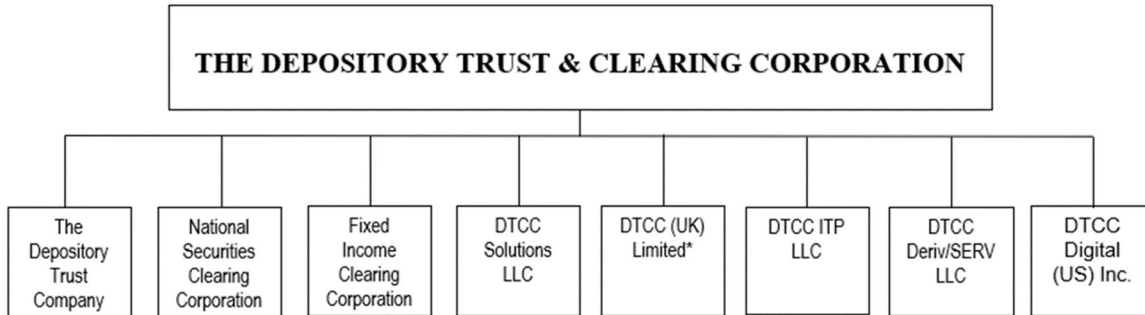 THE DEPOSITORY TRUST & CLEARING CORPORATION
The
Depository
Trust
Company
National
Securities
Clearing
Corporation
Fixed
Income
Clearing
Corporation
DTCC
Solutions
LLC
DTCC (UK)
Limited*
DTCC ITP
LLC
DTCC
Deriv/SERV
LLC
DTCC
Digital
(US) Inc.